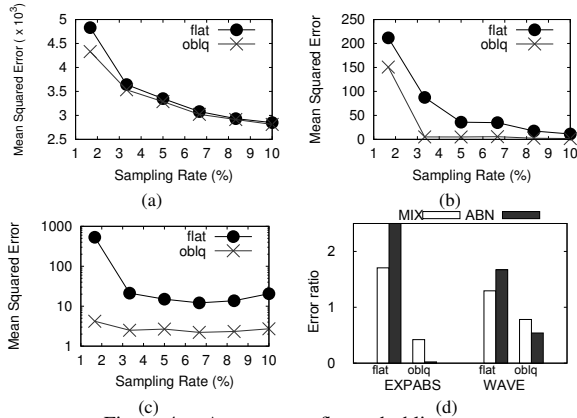 Mean Squared Error ( x 10³)
5
4.5
4
3.5
3
2.5
flat
oblq
1 2 3 4 5 6 7 8 9 10
Sampling Rate (%)
(a)
Mean Squared Error
250
200
150
100
50
0
flat
oblq
1 2 3 4 5 6 7 8 9 10
Sampling Rate (%)
(b)
Mean Squared Error
1000
100
10
1
flat
oblq
1 2 3 4 5 6 7 8 9 10
Sampling Rate (%)
(c)
MIX ABN
Error ratio
2
1
0
flat oblq flat oblq
EXPABS WAVE
(d)